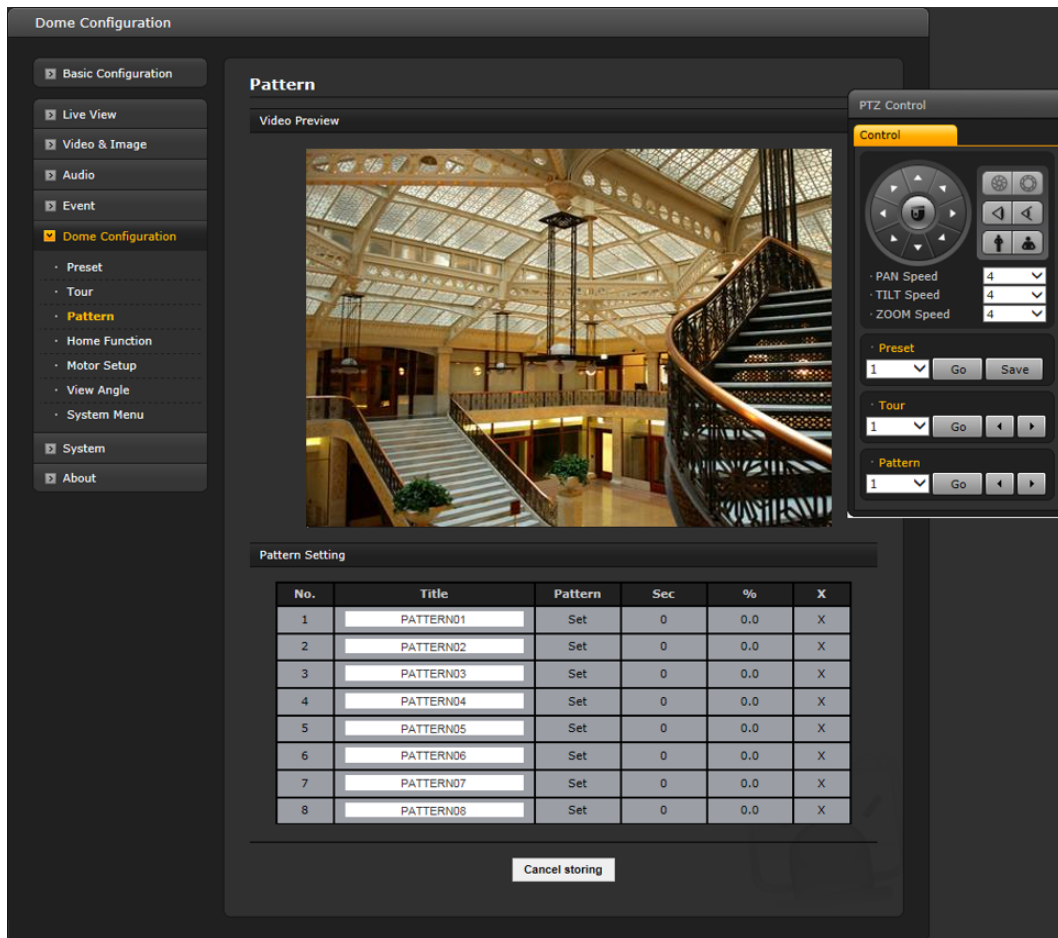 Dome Configuration
Basic Configuration
Live View
Video & Image
Audio
Event
Dome Configuration
· Preset
· Tour
· Pattern
· Home Function
· Motor Setup
· View Angle
· System Menu
System
About
Pattern
Video Preview
PTZ Control
Control
· PAN Speed 4
· TILT Speed 4
· ZOOM Speed 4
· Preset
1 Go Save
· Tour
1 Go
· Pattern
1 Go
Pattern Setting
No. Title Pattern Sec % X
1 PATTERN01 Set 0 0.0 X
2 PATTERN02 Set 0 0.0 X
3 PATTERN03 Set 0 0.0 X
4 PATTERN04 Set 0 0.0 X
5 PATTERN05 Set 0 0.0 X
6 PATTERN06 Set 0 0.0 X
7 PATTERN07 Set 0 0.0 X
8 PATTERN08 Set 0 0.0 X
Cancel storing